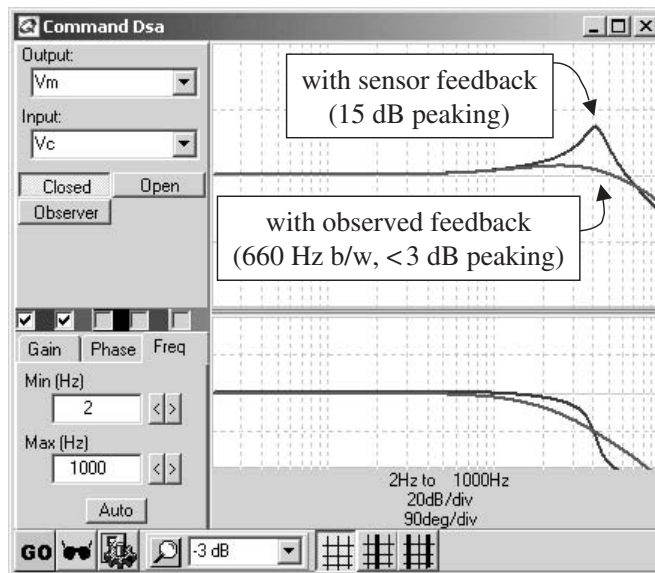 Command Dsa
Output:
Vm
Input:
Vc
Closed
Open
Observer
with sensor feedback
(15 dB peaking)
with observed feedback
(660 Hz b/w, <3 dB peaking)
Gain
Phase
Freq
Min (Hz)
2
< >
Max (Hz)
1000
< >
Auto
2Hz to 1000Hz
20dB/div
90deg/div
GO
-3 dB